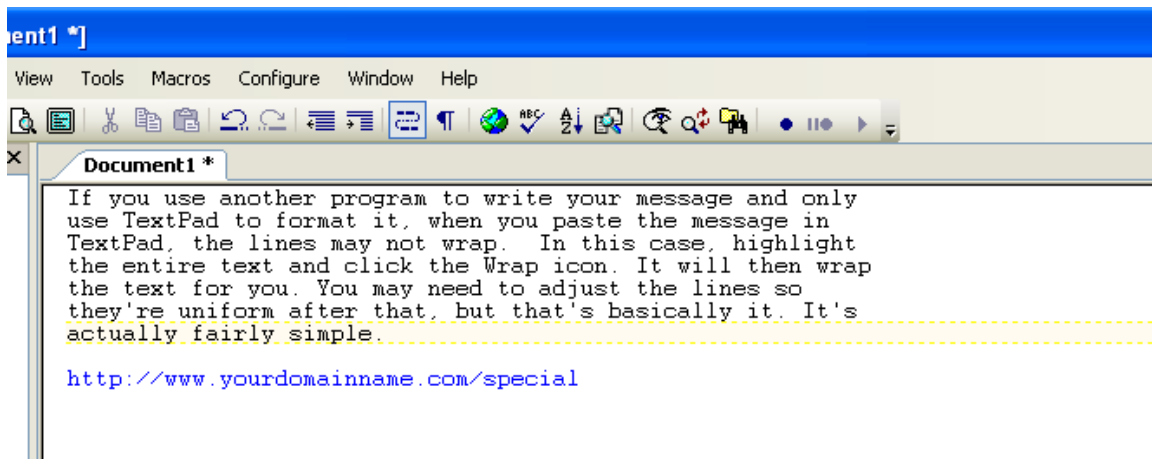 ment1 *]
View Tools Macros Configure Window Help
Document1 *
If you use another program to write your message and only
use TextPad to format it, when you paste the message in
TextPad, the lines may not wrap.  In this case, highlight
the entire text and click the Wrap icon. It will then wrap
the text for you. You may need to adjust the lines so
they're uniform after that, but that's basically it. It's
actually fairly simple.
http://www.yourdomainname.com/special